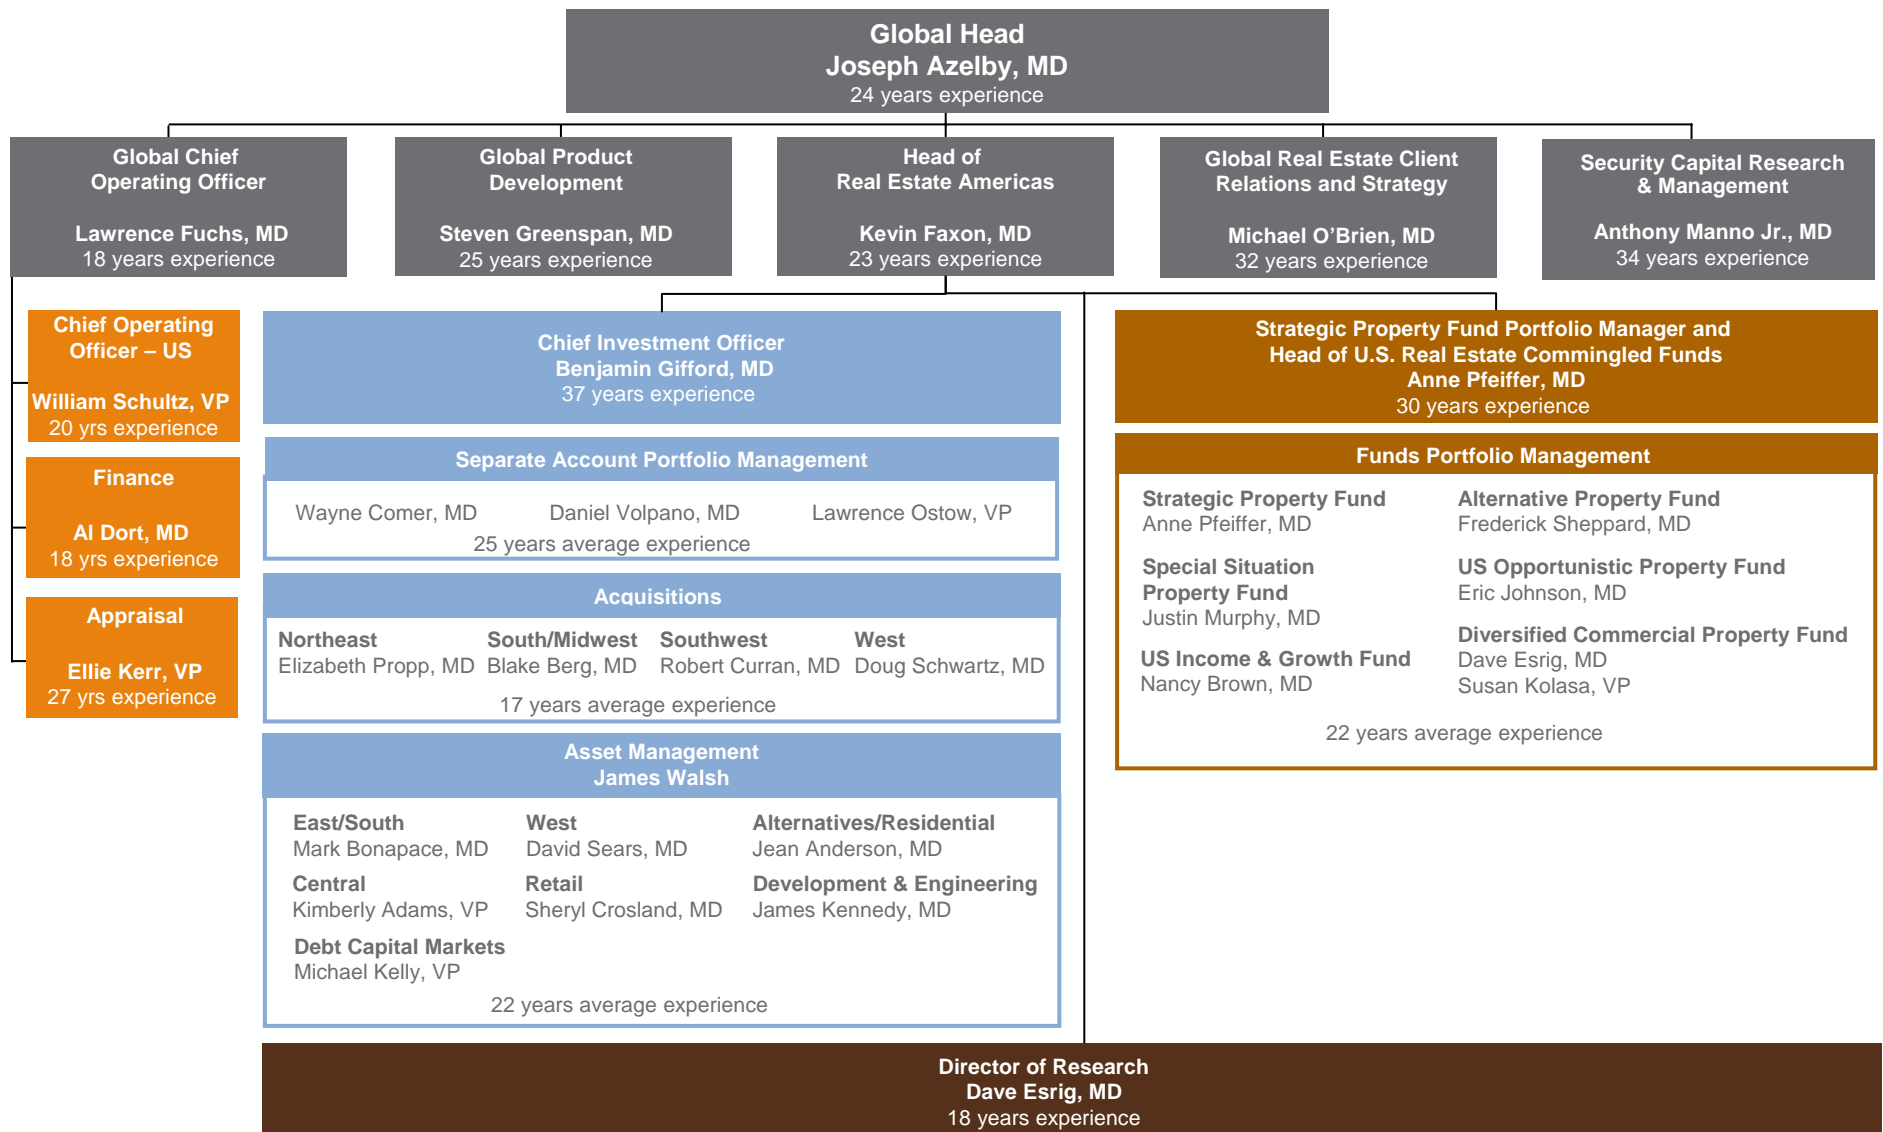 Global Head
Joseph Azelby, MD
24 years experience
Global Chief
Operating Officer
Lawrence Fuchs, MD
18 years experience
Global Product
Development
Steven Greenspan, MD
25 years experience
Head of
Real Estate Americas
Kevin Faxon, MD
23 years experience
Global Real Estate Client
Relations and Strategy
Michael O’Brien, MD
32 years experience
Security Capital Research
& Management
Anthony Manno Jr., MD
34 years experience
Chief Operating
Officer – US
William Schultz, VP
20 yrs experience
Finance
Al Dort, MD
18 yrs experience
Appraisal
Ellie Kerr, VP
27 yrs experience
Chief Investment Officer
Benjamin Gifford, MD
37 years experience
Separate Account Portfolio Management
Wayne Comer, MD
Daniel Volpano, MD
Lawrence Ostow, VP
25 years average experience
Acquisitions
Northeast
Elizabeth Propp, MD
South/Midwest
Blake Berg, MD
Southwest
Robert Curran, MD
West
Doug Schwartz, MD
17 years average experience
Asset Management
James Walsh
East/South
Mark Bonapace, MD
West
David Sears, MD
Alternatives/Residential
Jean Anderson, MD
Central
Kimberly Adams, VP
Retail
Sheryl Crosland, MD
Development & Engineering
James Kennedy, MD
Debt Capital Markets
Michael Kelly, VP
22 years average experience
Strategic Property Fund Portfolio Manager and
Head of U.S. Real Estate Commingled Funds
Anne Pfeiffer, MD
30 years experience
Funds Portfolio Management
Strategic Property Fund
Anne Pfeiffer, MD
Special Situation
Property Fund
Justin Murphy, MD
US Income & Growth Fund
Nancy Brown, MD
Alternative Property Fund
Frederick Sheppard, MD
US Opportunistic Property Fund
Eric Johnson, MD
Diversified Commercial Property Fund
Dave Esrig, MD
Susan Kolasa, VP
22 years average experience
Director of Research
Dave Esrig, MD
18 years experience